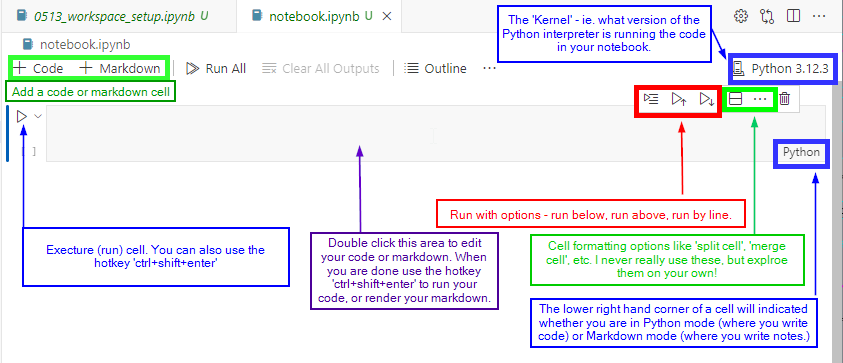 0513_workspace_setup.ipynb U
notebook.ipynb U
The 'Kernel' - ie. what version of the
Python interpreter is running the code
in your notebook.
notebook.ipynb
+ Code + Markdown
Run All
Clear All Outputs
Outline
...
Python 3.12.3
Add a code or markdown cell
[ ]
Python
Run with options - run below, run above, run by line.
Execture (run) cell. You can also use the
hotkey 'ctrl+shift+enter'
Double click this area to edit
your code or markdown. When
you are done use the hotkey
'ctrl+shift+enter' to run your
code, or render your markdown.
Cell formatting options like 'split cell', 'merge
cell', etc. I never really use these, but explroe
them on your own!
The lower right hand corner of a cell will indicated
whether you are in Python mode (where you write
code) or Markdown mode (where you write notes.)